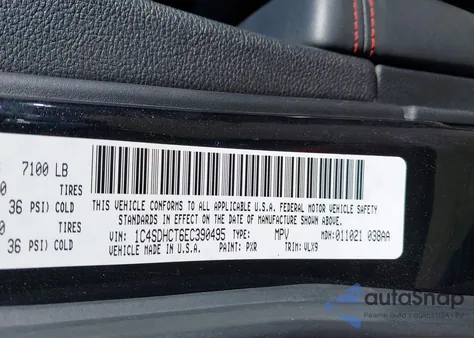 7100 LB
0 TIRES
36 PSI) COLD
0 TIRES
36 PSI) COLD
THIS VEHICLE CONFORMS TO ALL APPLICABLE U.S.A. FEDERAL MOTOR VEHICLE SAFETY
STANDARDS IN EFFECT ON THE DATE OF MANUFACTURE SHOWN ABOVE.
VIN: 1C4SDHCT6EC390495 TYPE: MPV MDH:011021 038AA
VEHICLE MADE IN U.S.A. PAINT: PXR TRIM: VLX9
autoSnap